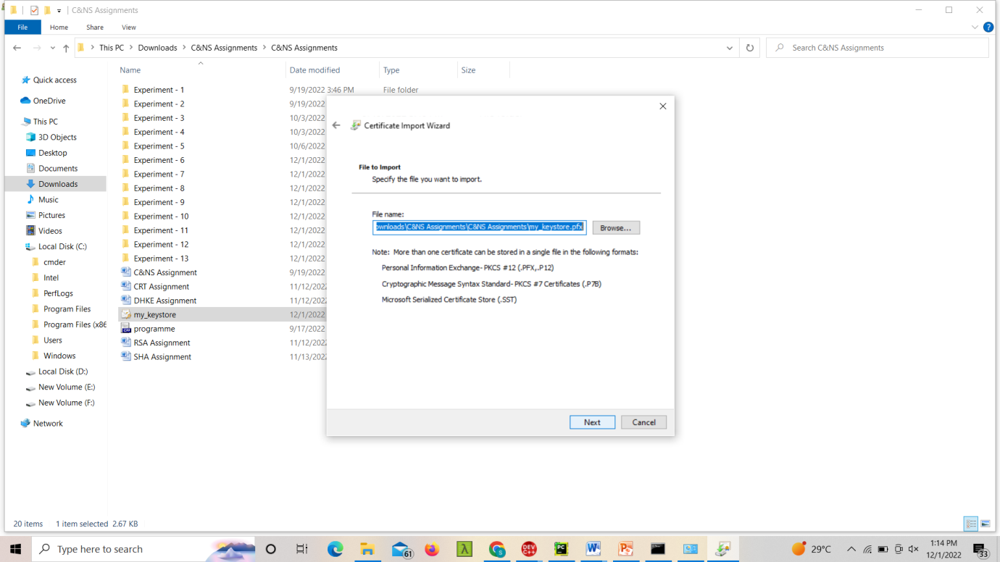 C&NS Assignments
File Home Share View
This PC Downloads C&NS Assignments C&NS Assignments
Search C&NS Assignments
Name Date modified Type Size
Quick access
OneDrive
This PC
3D Objects
Desktop
Documents
Downloads
Music
Pictures
Videos
Local Disk (C:)
cmder
Intel
PerfLogs
Program Files
Program Files (x86
Users
Windows
Local Disk (D:)
New Volume (E:)
New Volume (F:)
Network
Experiment - 1 9/19/2022 3:46 PM File folder
Experiment - 2 9/19/2022
Experiment - 3 10/3/2022
Experiment - 4 10/3/2022
Experiment - 5 10/6/2022
Experiment - 6 12/1/2022
Experiment - 7 12/1/2022
Experiment - 8 12/1/2022
Experiment - 9 12/1/2022
Experiment - 10 12/1/2022
Experiment - 11 12/1/2022
Experiment - 12 12/1/2022
Experiment - 13 12/1/2022
C&NS Assignment 9/19/2022
CRT Assignment 11/12/2022
DHKE Assignment 11/12/2022
my_keystore 12/1/2022
programme 9/17/2022
RSA Assignment 11/12/2022
SHA Assignment 11/13/2022
Certificate Import Wizard
File to Import
Specify the file you want to import.
File name:
ownloads\C&NS Assignments\C&NS Assignments\my_keystore.pfx
Browse...
Note: More than one certificate can be stored in a single file in the following formats:
Personal Information Exchange- PKCS #12 (.PFX,.P12)
Cryptographic Message Syntax Standard- PKCS #7 Certificates (.P7B)
Microsoft Serialized Certificate Store (.SST)
Next Cancel
20 items 1 item selected 2.67 KB
Type here to search
61
DEV C++
PC
29°C
1:14 PM
12/1/2022
33